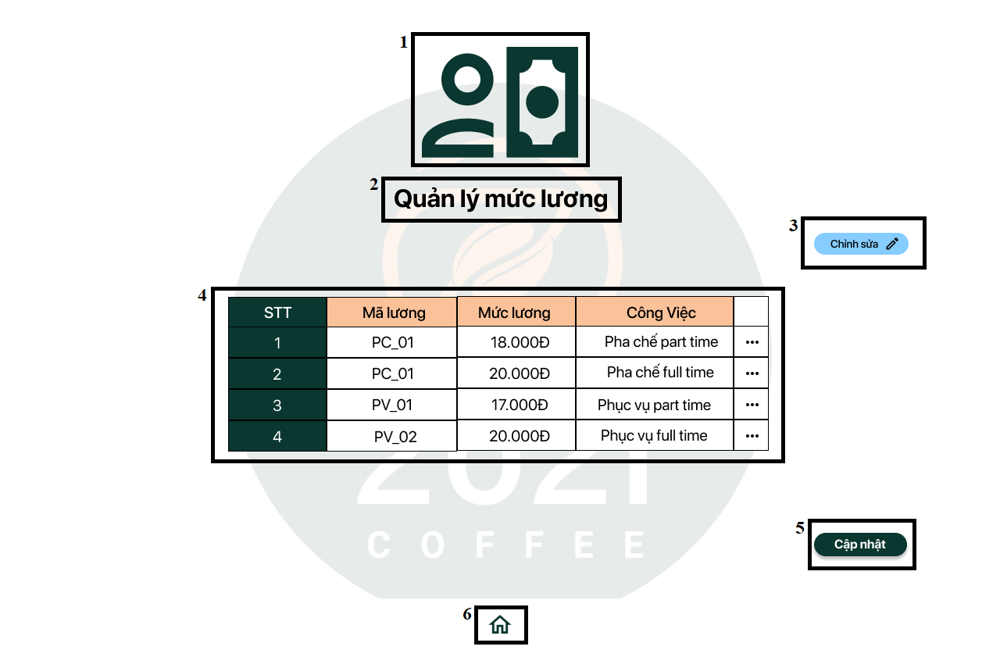 1
2 Quản lý mức lương
3 Chỉnh sửa
4
STT Mã lương Mức lương Công Việc
1 PC_01 18.000Đ Pha chế part time ...
2 PC_01 20.000Đ Pha chế full time ...
3 PV_01 17.000Đ Phục vụ part time ...
4 PV_02 20.000Đ Phục vụ full time ...
2021
COFFEE
5 Cập nhật
6